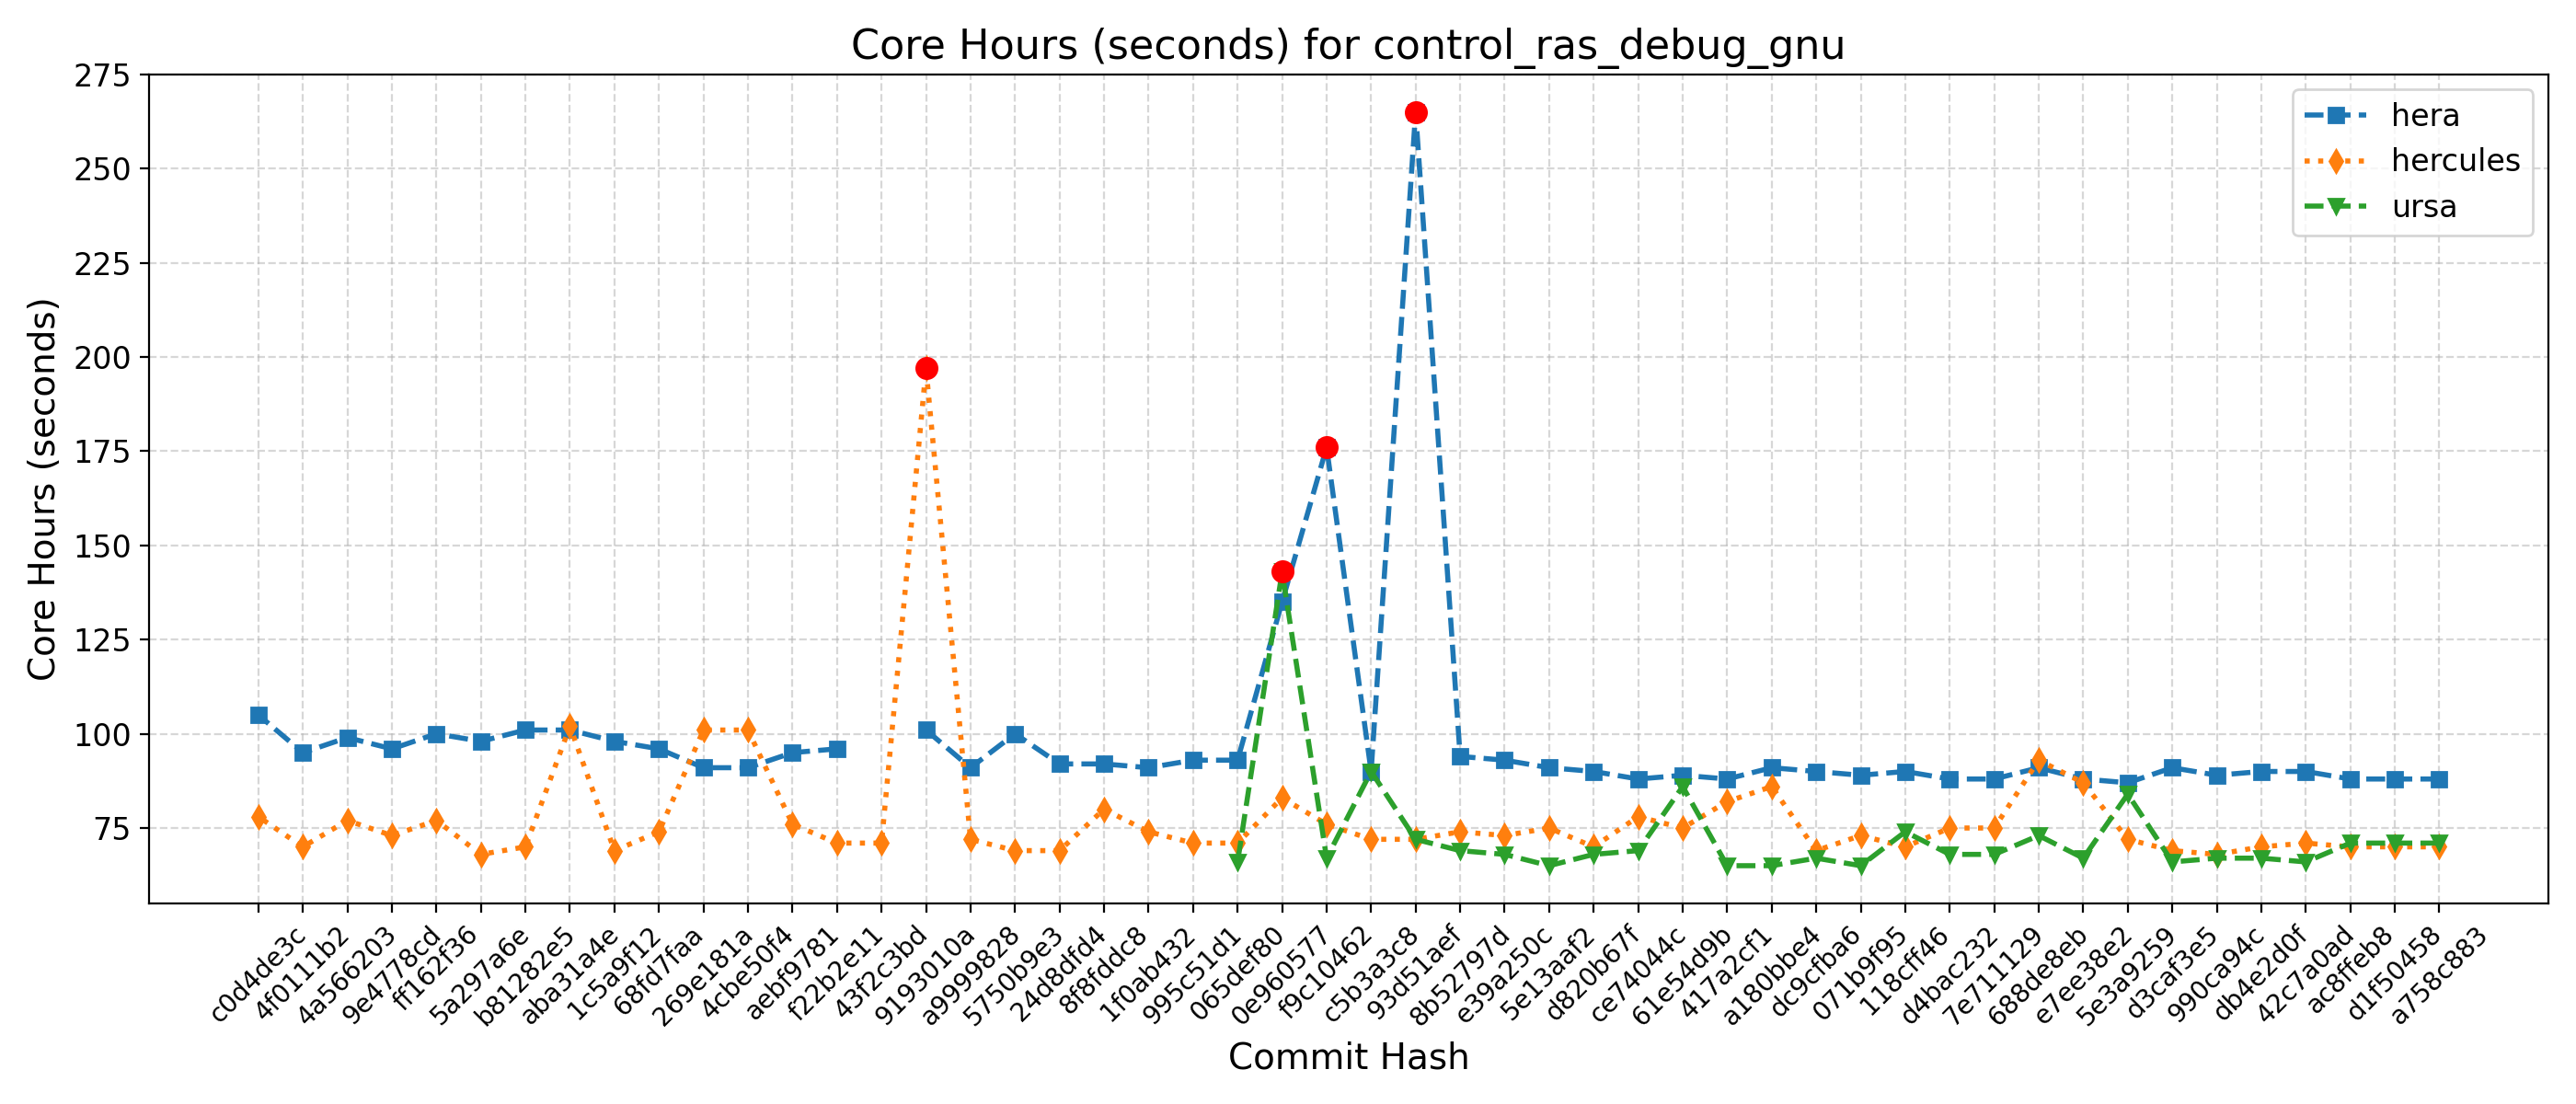 Core Hours (seconds) for control_ras_debug_gnu
Core Hours (seconds)
275
250
225
200
175
150
125
100
75
hera
hercules
ursa
c0d4de3c
4f0111b2
4a566203
9e4778cd
ff162f36
5a297a6e
b81282e5
aba31a4e
1c5a9f12
68fd7faa
269e181a
4cbe50f4
aebf9781
f22b2e11
43f2c3bd
9193010a
a9999828
5750b9e3
24d8dfd4
8f8fddc8
1f0ab432
995c51d1
065def80
0e960577
f9c10462
c5b3a3c8
93d51aef
8b52797d
e39a250c
5e13aaf2
d820b67f
ce74044c
61e54d9b
417a2cf1
a180bbe4
dc9cfba6
071b9f95
118cff46
d4bac232
7e711129
688de8eb
e7ee38e2
5e3a9259
d3caf3e5
990ca94c
db4e2d0f
42c7a0ad
ac8ffeb8
d1f50458
a758c883
Commit Hash